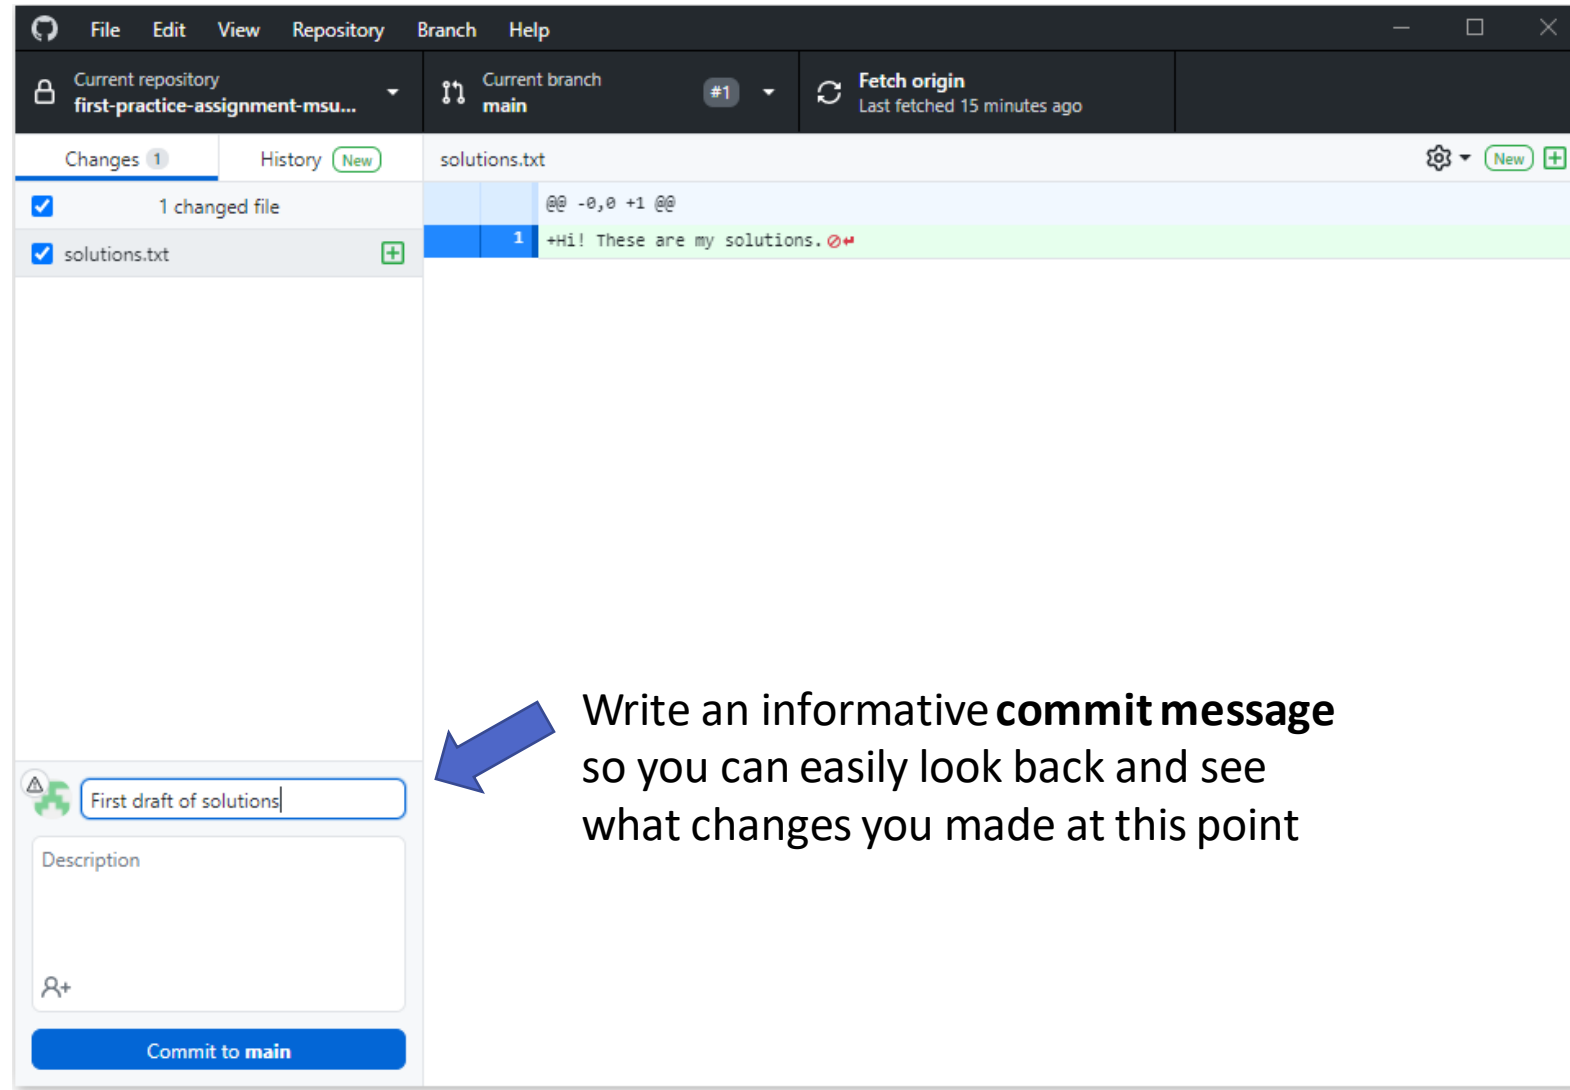 File Edit View Repository Branch Help
Current repository
first-practice-assignment-msu...
Current branch
main
#1
Fetch origin
Last fetched 15 minutes ago
Changes 1
History New
solutions.txt
New
1 changed file
@@ -0,0 +1 @@
solutions.txt
1 +Hi! These are my solutions.
Write an informative commit message
so you can easily look back and see
what changes you made at this point
First draft of solutions
Description
Commit to main